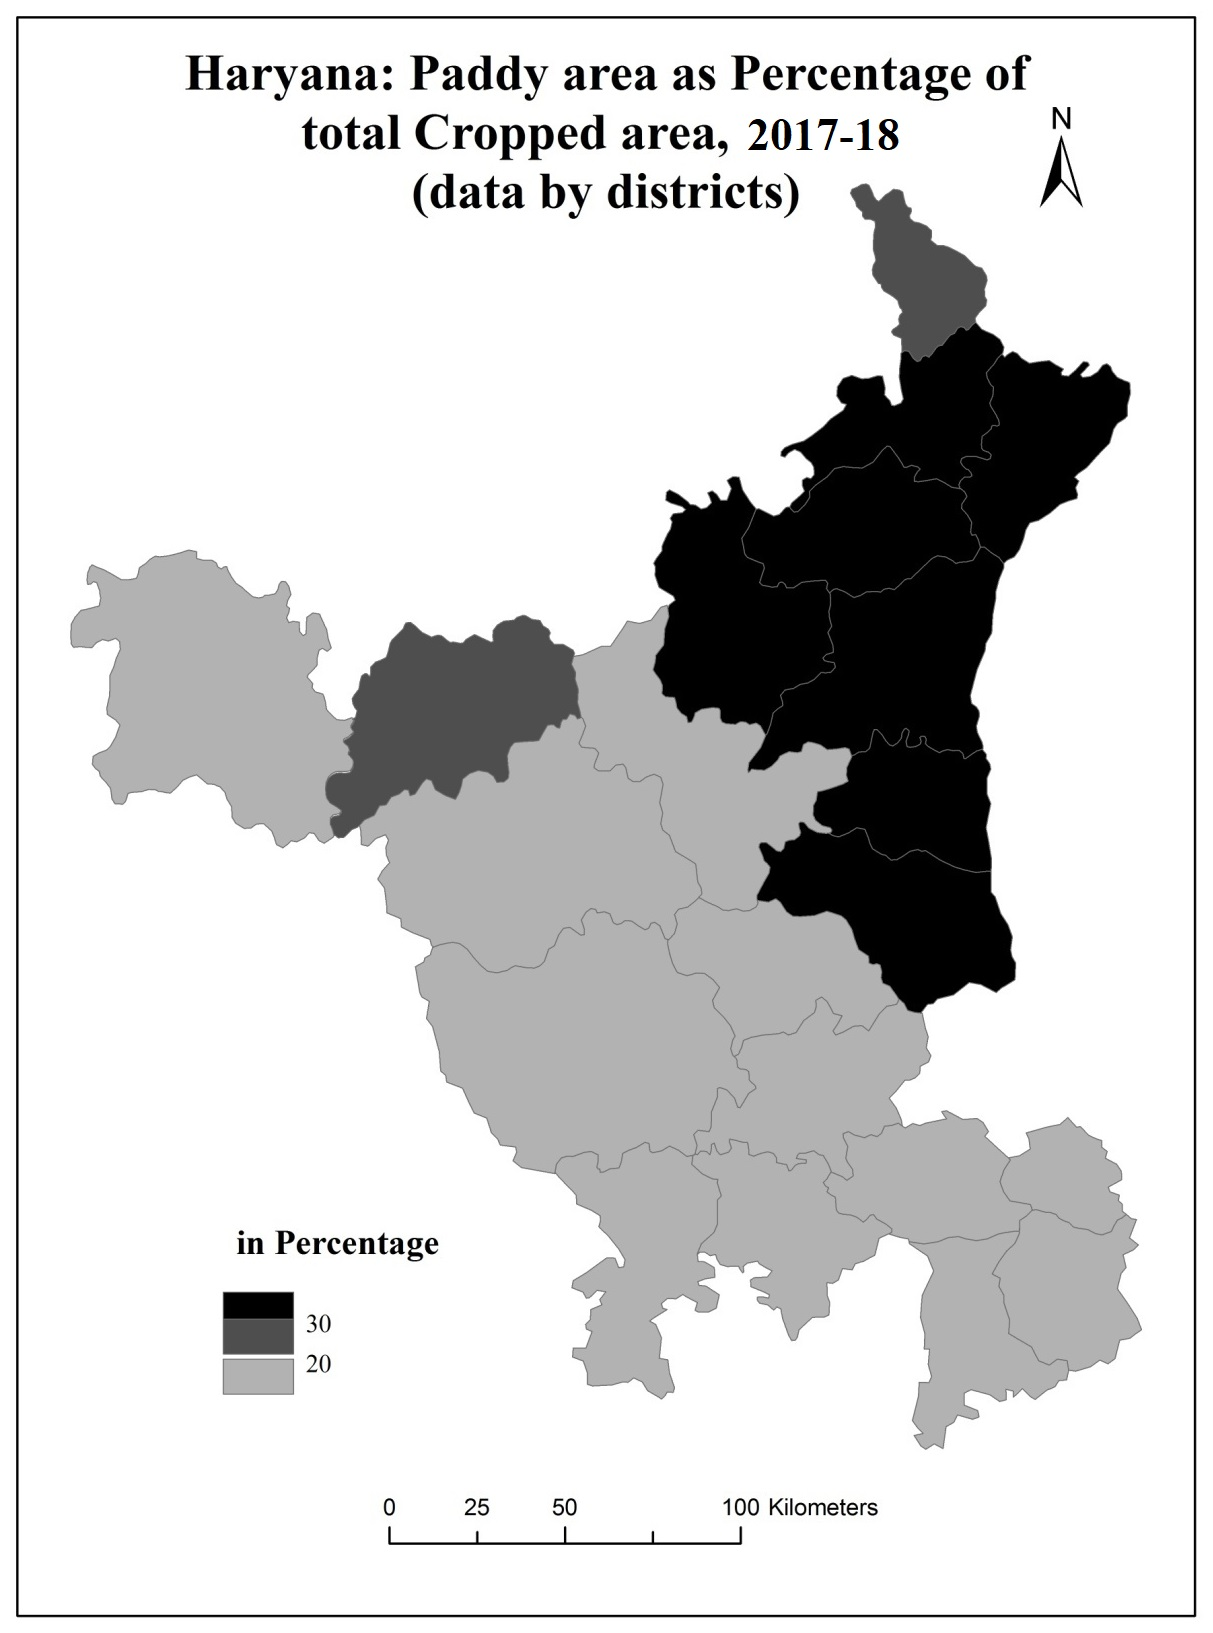 Haryana: Paddy area as Percentage of
total Cropped area, 2017-18
(data by districts)
N
in Percentage
30
20
0 25 50 100 Kilometers